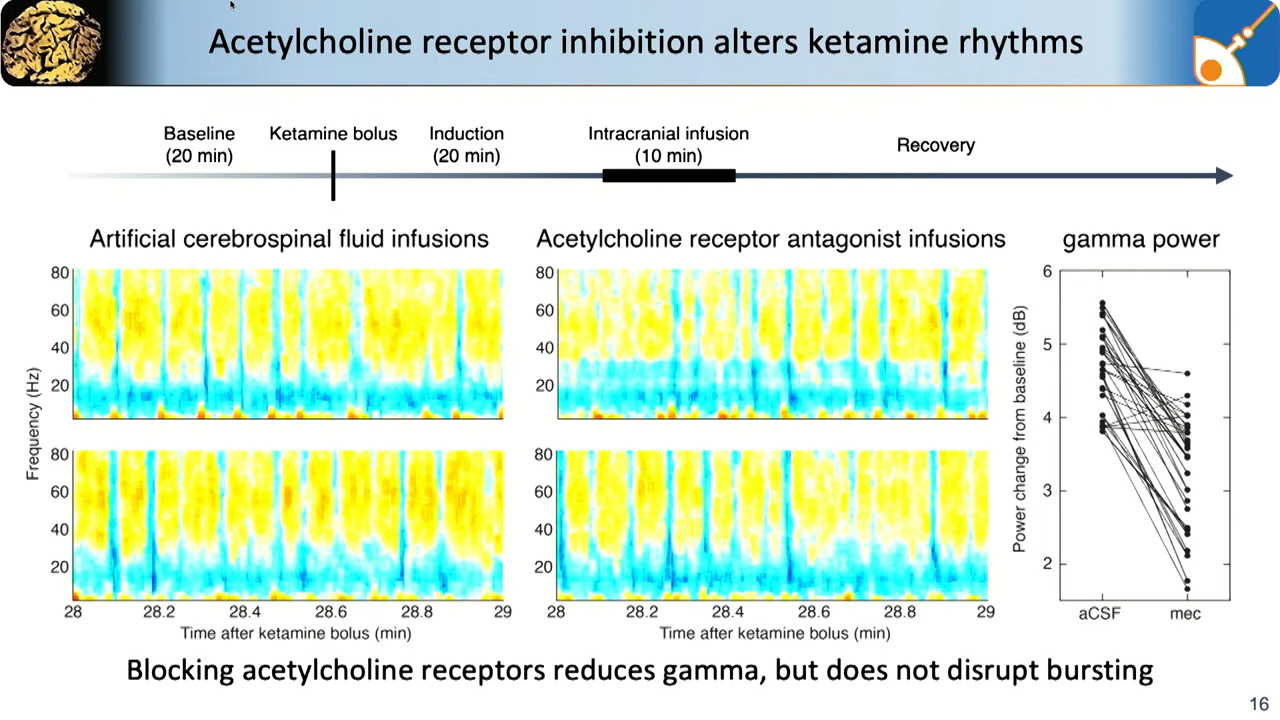 Acetylcholine receptor inhibition alters ketamine rhythms
Baseline
(20 min)
Ketamine bolus
Induction
(20 min)
Intracranial infusion
(10 min)
Recovery
Artificial cerebrospinal fluid infusions
Acetylcholine receptor antagonist infusions
gamma power
Frequency (Hz)
80
60
40
20
80
60
40
20
28
28.2
28.4
28.6
28.8
29
Time after ketamine bolus (min)
80
60
40
20
80
60
40
20
28
28.2
28.4
28.6
28.8
29
Time after ketamine bolus (min)
Power change from baseline (dB)
6
5
4
3
2
aCSF
mec
Blocking acetylcholine receptors reduces gamma, but does not disrupt bursting
16